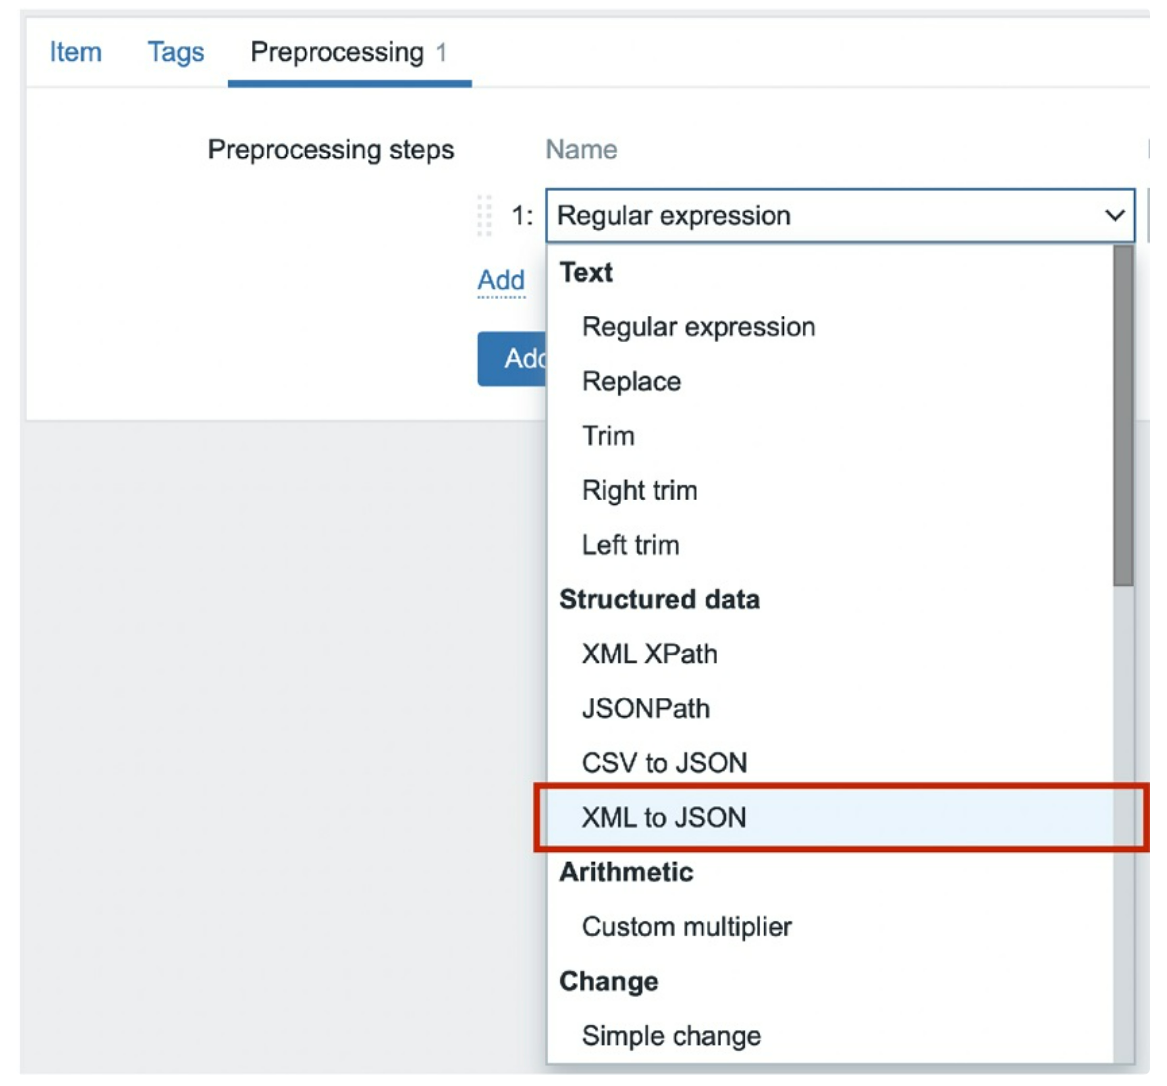 Item Tags Preprocessing 1
Preprocessing steps Name
1: Regular expression
Add
Text
Regular expression
Replace
Trim
Right trim
Left trim
Structured data
XML XPath
JSONPath
CSV to JSON
XML to JSON
Arithmetic
Custom multiplier
Change
Simple change